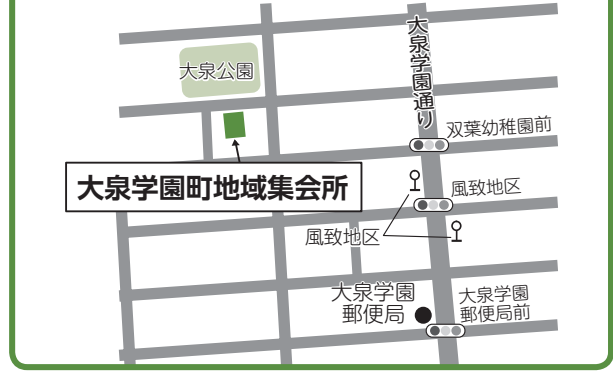 大泉学園通り
大泉公園
双葉幼稚園前
大泉学園町地域集会所
風致地区
風致地区
大泉学園
郵便局
大泉学園
郵便局前